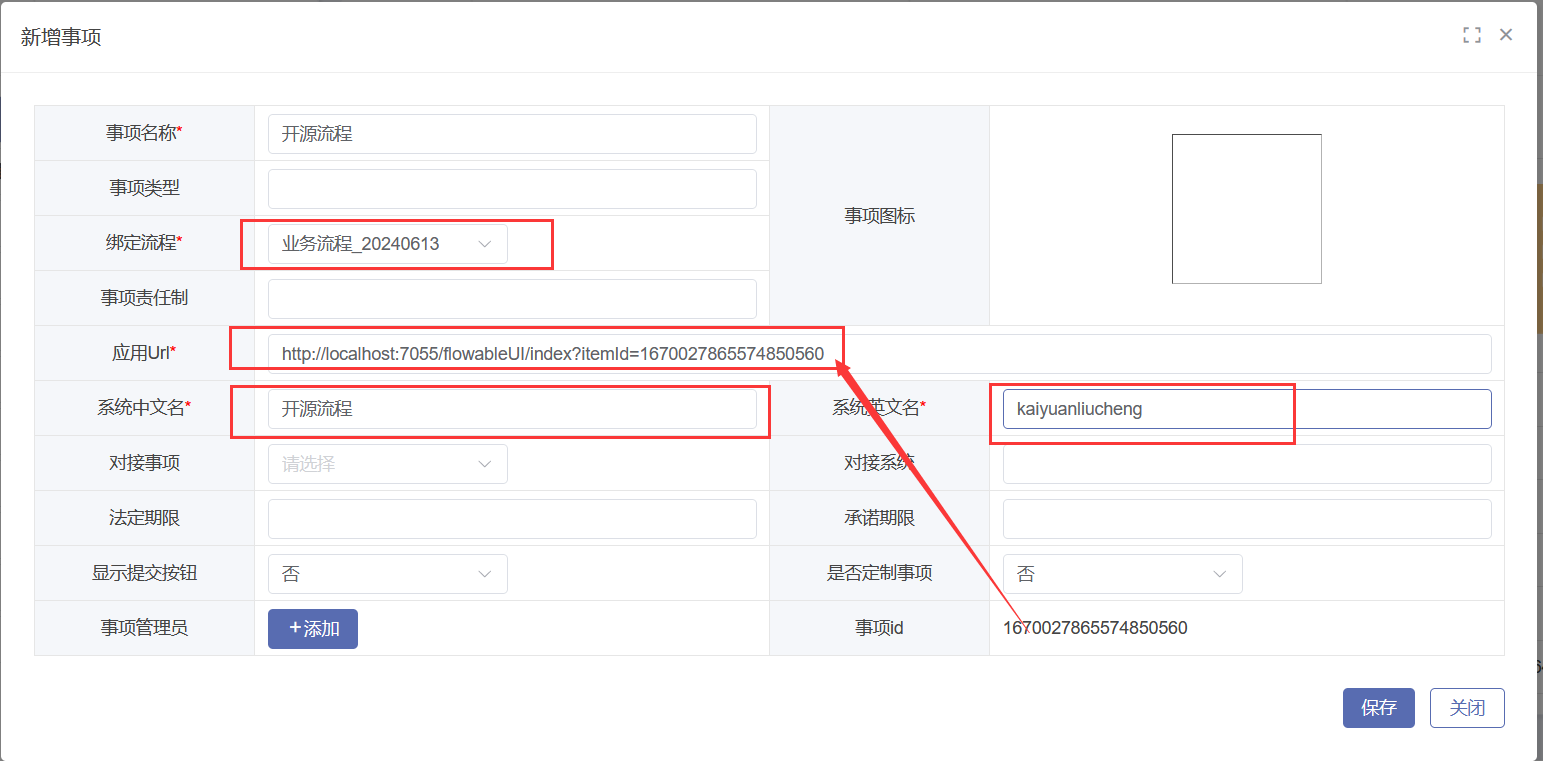 新增事项
事项名称* 开源流程
事项类型
事项图标
绑定流程* 业务流程_20240613
事项责任制
应用Url* http://localhost:7055/flowableUI/index?itemId=1670027865574850560
系统中文名* 开源流程 系统英文名* kaiyuanliucheng
对接事项 请选择 对接系统
法定期限 承诺期限
显示提交按钮 否 是否定制事项 否
事项管理员 +添加 事项id 1670027865574850560
保存 关闭